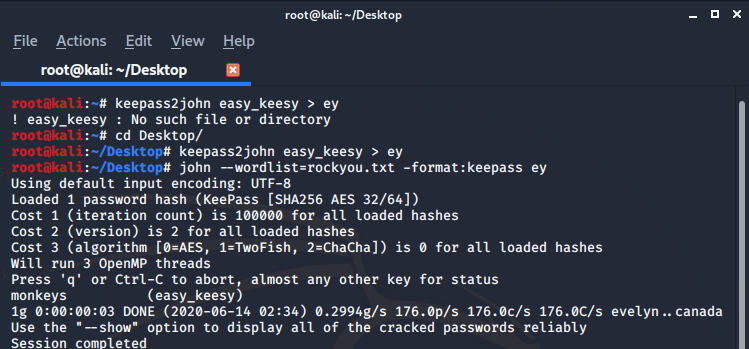 root@kali: ~/Desktop
File Actions Edit View Help
root@kali: ~/Desktop
root@kali:~# keepass2john easy_keesy > ey
! easy_keesy : No such file or directory
root@kali:~# cd Desktop/
root@kali:~/Desktop# keepass2john easy_keesy > ey
root@kali:~/Desktop# john --wordlist=rockyou.txt -format:keepass ey
Using default input encoding: UTF-8
Loaded 1 password hash (KeePass [SHA256 AES 32/64])
Cost 1 (iteration count) is 100000 for all loaded hashes
Cost 2 (version) is 2 for all loaded hashes
Cost 3 (algorithm [0=AES, 1=TwoFish, 2=ChaCha]) is 0 for all loaded hashes
Will run 3 OpenMP threads
Press 'q' or Ctrl-C to abort, almost any other key for status
monkeys          (easy_keesy)
1g 0:00:00:03 DONE (2020-06-14 02:34) 0.2994g/s 176.0p/s 176.0c/s 176.0C/s evelyn..canada
Use the "--show" option to display all of the cracked passwords reliably
Session completed